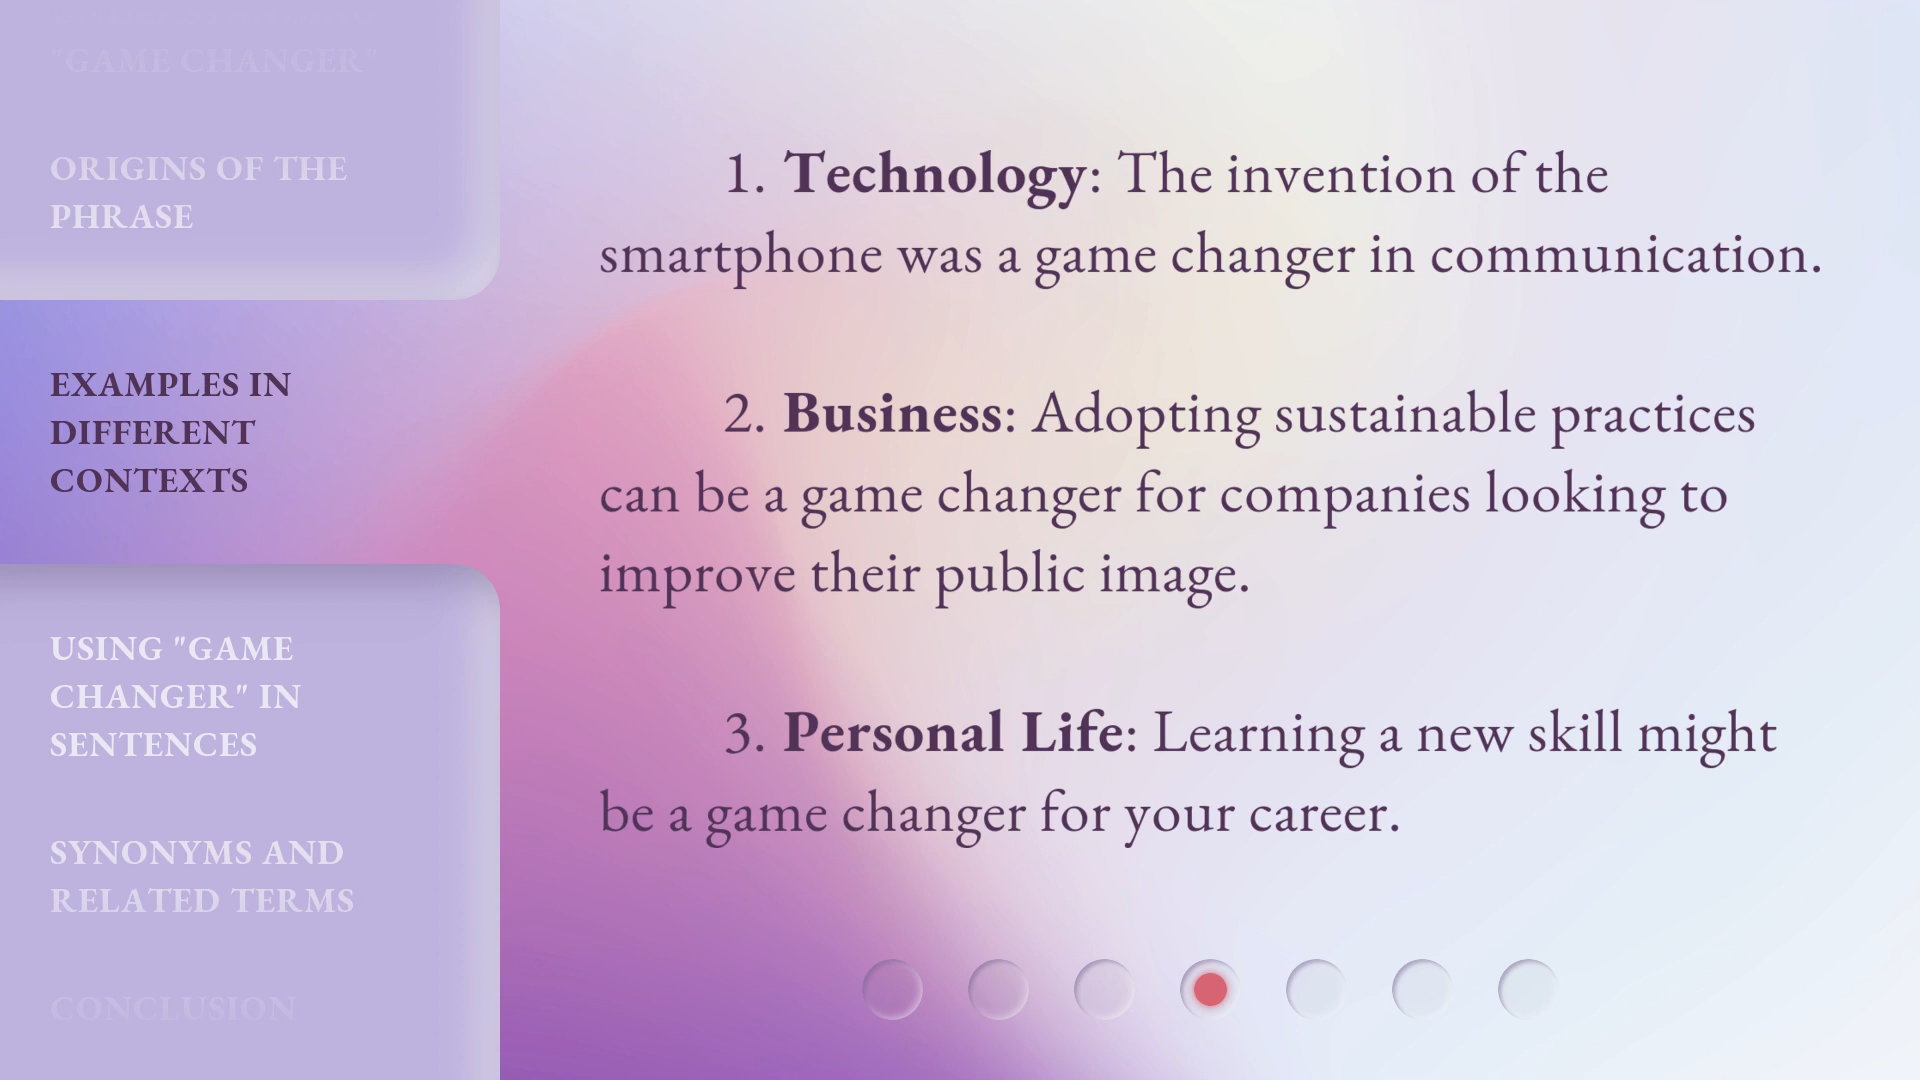 "GAME CHANGER"
ORIGINS OF THE
PHRASE
EXAMPLES IN
DIFFERENT
CONTEXTS
USING "GAME
CHANGER" IN
SENTENCES
SYNONYMS AND
RELATED TERMS
CONCLUSION
1. Technology: The invention of the
smartphone was a game changer in communication.
2. Business: Adopting sustainable practices
can be a game changer for companies looking to
improve their public image.
3. Personal Life: Learning a new skill might
be a game changer for your career.